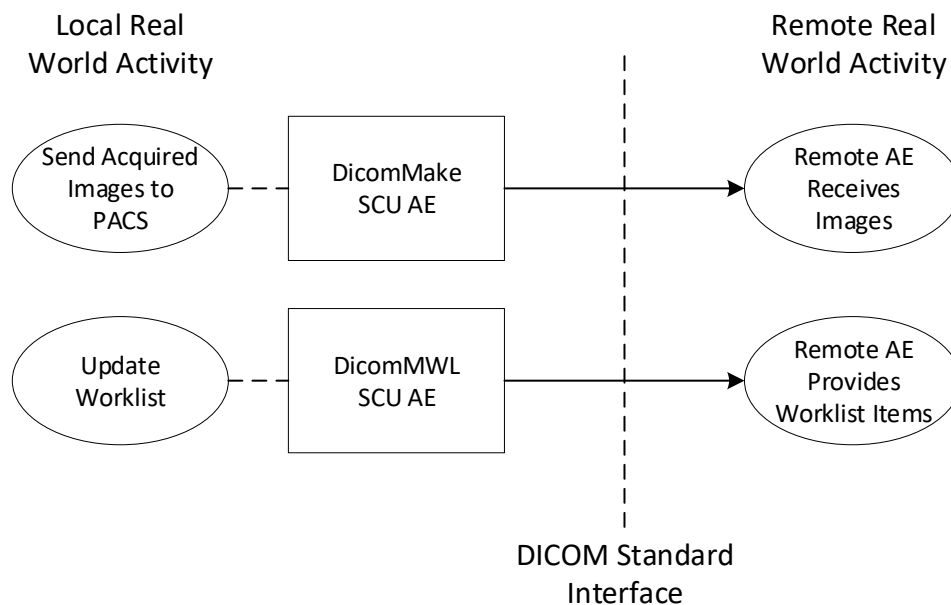 Local Real
World Activity
Remote Real
World Activity
Send Acquired
Images to
PACS
DicomMake
SCU AE
Remote AE
Receives
Images
Update
Worklist
DicomMWL
SCU AE
Remote AE
Provides
Worklist Items
DICOM Standard
Interface